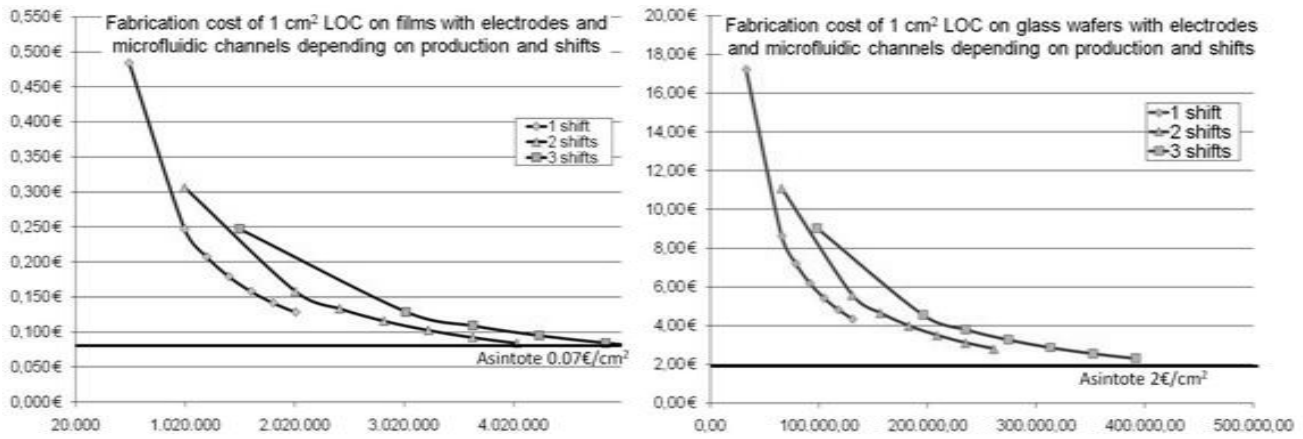 Fabrication cost of 1 cm² LOC on films with electrodes and
microfluidic channels depending on production and shifts
0,550€
0,500€
0,450€
0,400€
0,350€
0,300€
0,250€
0,200€
0,150€
0,100€
0,050€
0,000€
1 shift
2 shifts
3 shifts
Asintote 0.07€/cm²
20.000 1.020.000 2.020.000 3.020.000 4.020.000
Fabrication cost of 1 cm² LOC on glass wafers with electrodes
and microfluidic channels depending on production and shifts
20,00€
18,00€
16,00€
14,00€
12,00€
10,00€
8,00€
6,00€
4,00€
2,00€
0,00€
1 shift
2 shifts
3 shifts
Asintote 2€/cm²
0,00 100.000,00 200.000,00 300.000,00 400.000,00 500.000,00